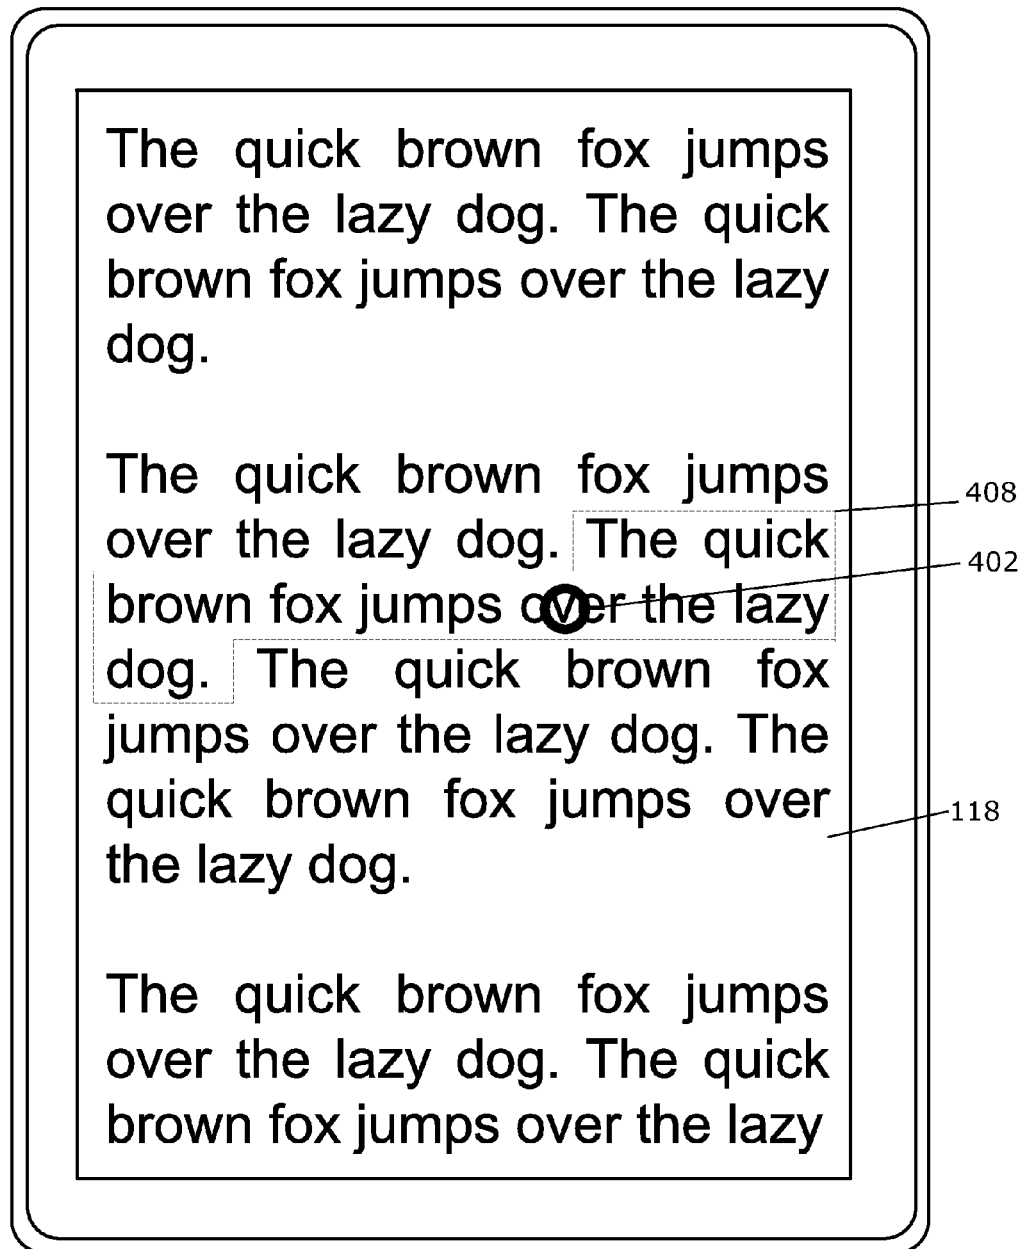 The quick brown fox jumps
over the lazy dog. The quick
brown fox jumps over the lazy
dog.
The quick brown fox jumps
over the lazy dog. The quick
brown fox jumps over the lazy
dog. The quick brown fox
jumps over the lazy dog. The
quick brown fox jumps over
the lazy dog.
The quick brown fox jumps
over the lazy dog. The quick
brown fox jumps over the lazy
408
402
118